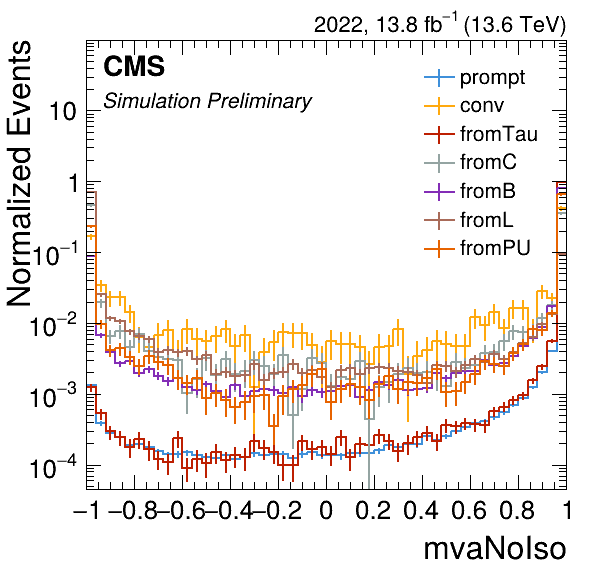 2022, 13.8 fb⁻¹ (13.6 TeV)
CMS
Simulation Preliminary
prompt
conv
fromTau
fromC
fromB
fromL
fromPU
Normalized Events
10
1
10⁻¹
10⁻²
10⁻³
10⁻⁴
−1 −0.8 −0.6 −0.4 −0.2 0 0.2 0.4 0.6 0.8 1
mvaNoIso